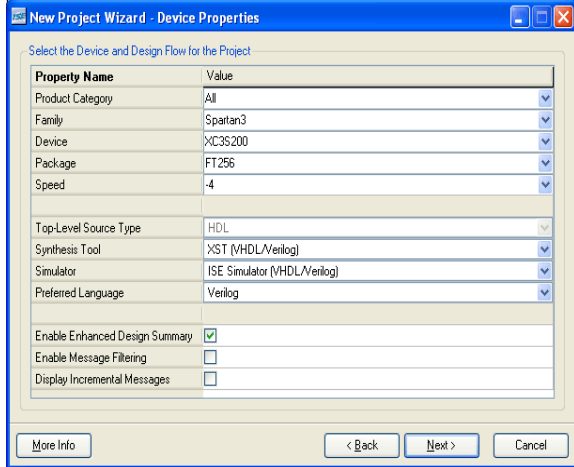 ISE New Project Wizard - Device Properties
Select the Device and Design Flow for the Project
Property Name Value
Product Category All
Family Spartan3
Device XC3S200
Package FT256
Speed -4
Top-Level Source Type HDL
Synthesis Tool XST (VHDL/Verilog)
Simulator ISE Simulator (VHDL/Verilog)
Preferred Language Verilog
Enable Enhanced Design Summary
Enable Message Filtering
Display Incremental Messages
More Info < Back Next > Cancel